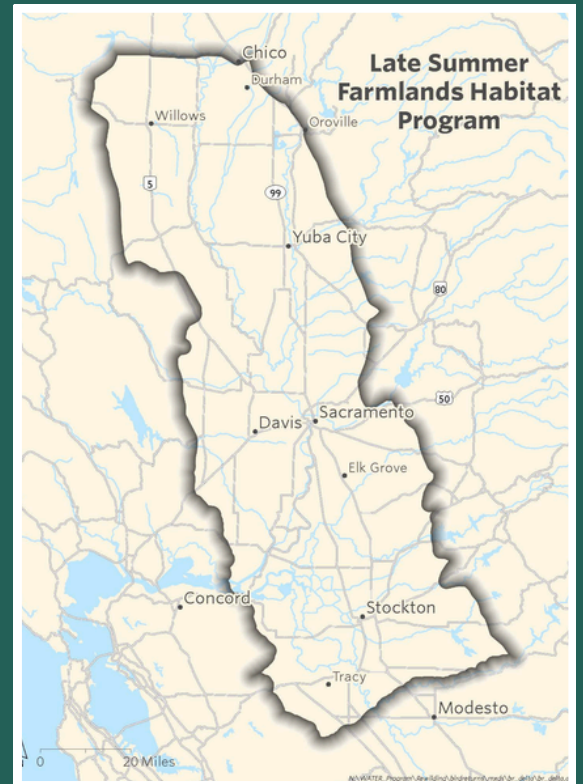 Late Summer
Farmlands Habitat
Program
Chico
Durham
Willows
Oroville
5
99
Yuba City
80
50
Davis
Sacramento
Elk Grove
Concord
Stockton
Tracy
Modesto
0
20 Miles